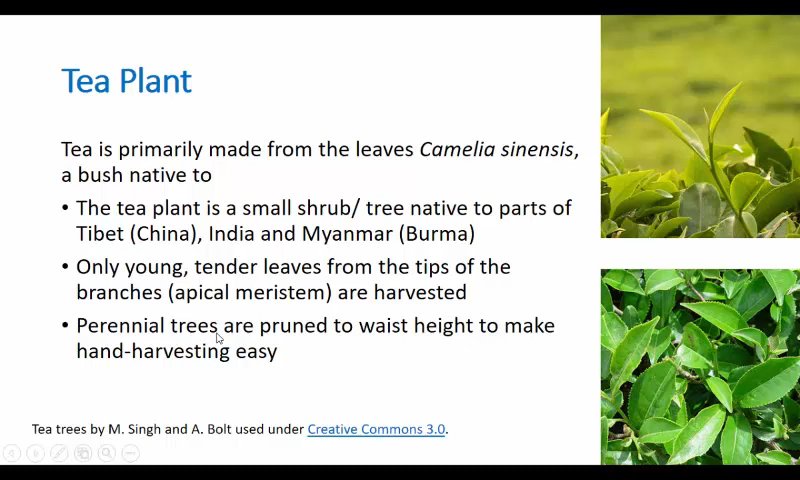 Tea Plant
Tea is primarily made from the leaves Camelia sinensis,
a bush native to
• The tea plant is a small shrub/ tree native to parts of
Tibet (China), India and Myanmar (Burma)
• Only young, tender leaves from the tips of the
branches (apical meristem) are harvested
• Perennial trees are pruned to waist height to make
hand-harvesting easy
Tea trees by M. Singh and A. Bolt used under Creative Commons 3.0.